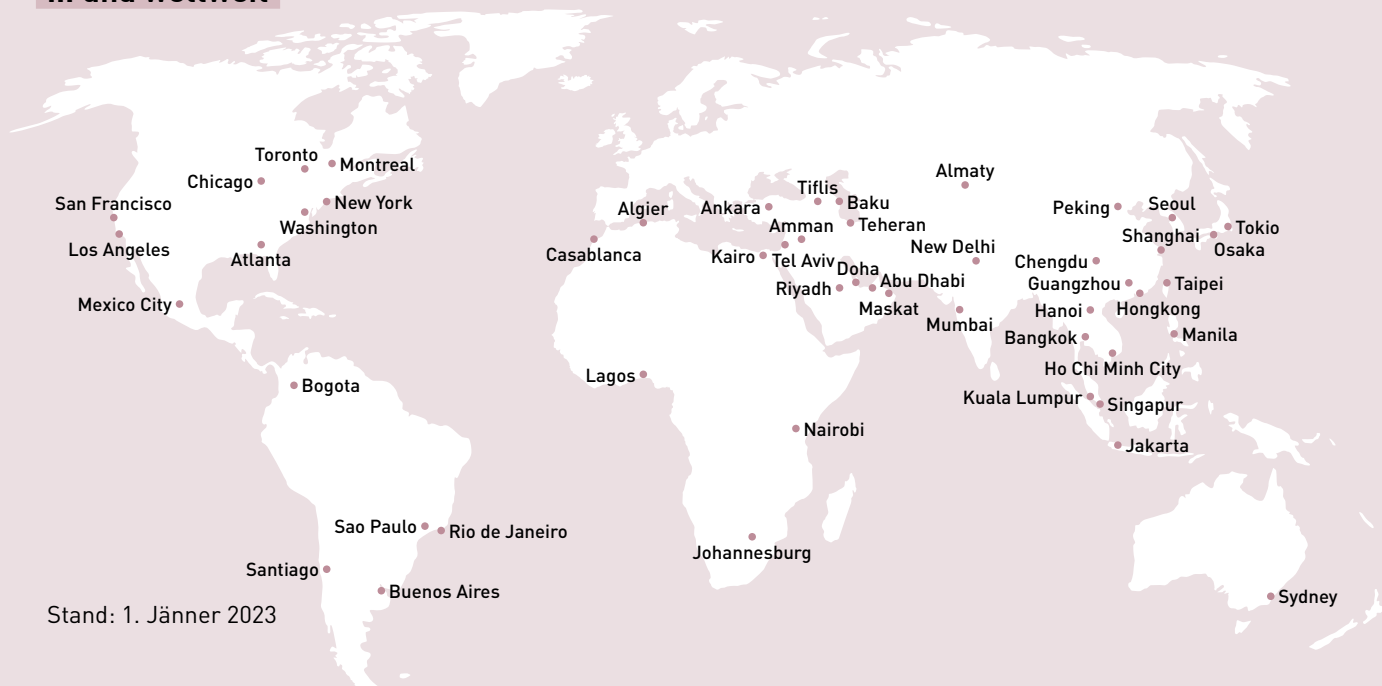 ... und weltweit
Toronto
Montreal
Chicago
San Francisco
New York
Washington
Los Angeles
Atlanta
Mexico City
Bogota
Sao Paulo
Rio de Janeiro
Santiago
Buenos Aires
Algier
Casablanca
Ankara
Tiflis
Baku
Amman
Teheran
Kairo
Tel Aviv
Doha
Abu Dhabi
Riyadh
Maskat
Lagos
Nairobi
Johannesburg
Almaty
New Delhi
Mumbai
Peking
Seoul
Tokio
Shanghai
Osaka
Chengdu
Guangzhou
Taipei
Hongkong
Hanoi
Bangkok
Manila
Ho Chi Minh City
Kuala Lumpur
Singapur
Jakarta
Sydney
Stand: 1. Jänner 2023